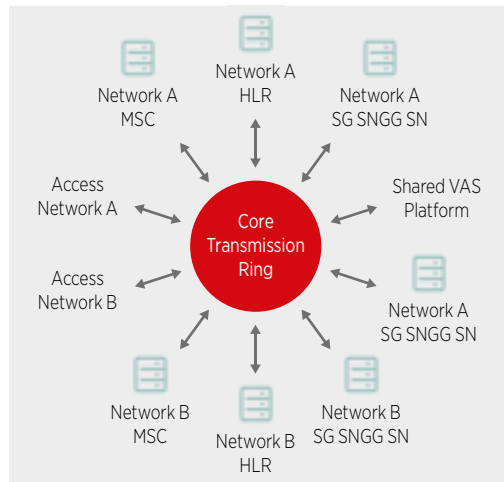 Network A
HLR
Network A
MSC
Network A
SG SNGG SN
Access
Network A
Shared VAS
Platform
Core
Transmission
Ring
Access
Network B
Network A
SG SNGG SN
Network B
MSC
Network B
HLR
Network B
SG SNGG SN